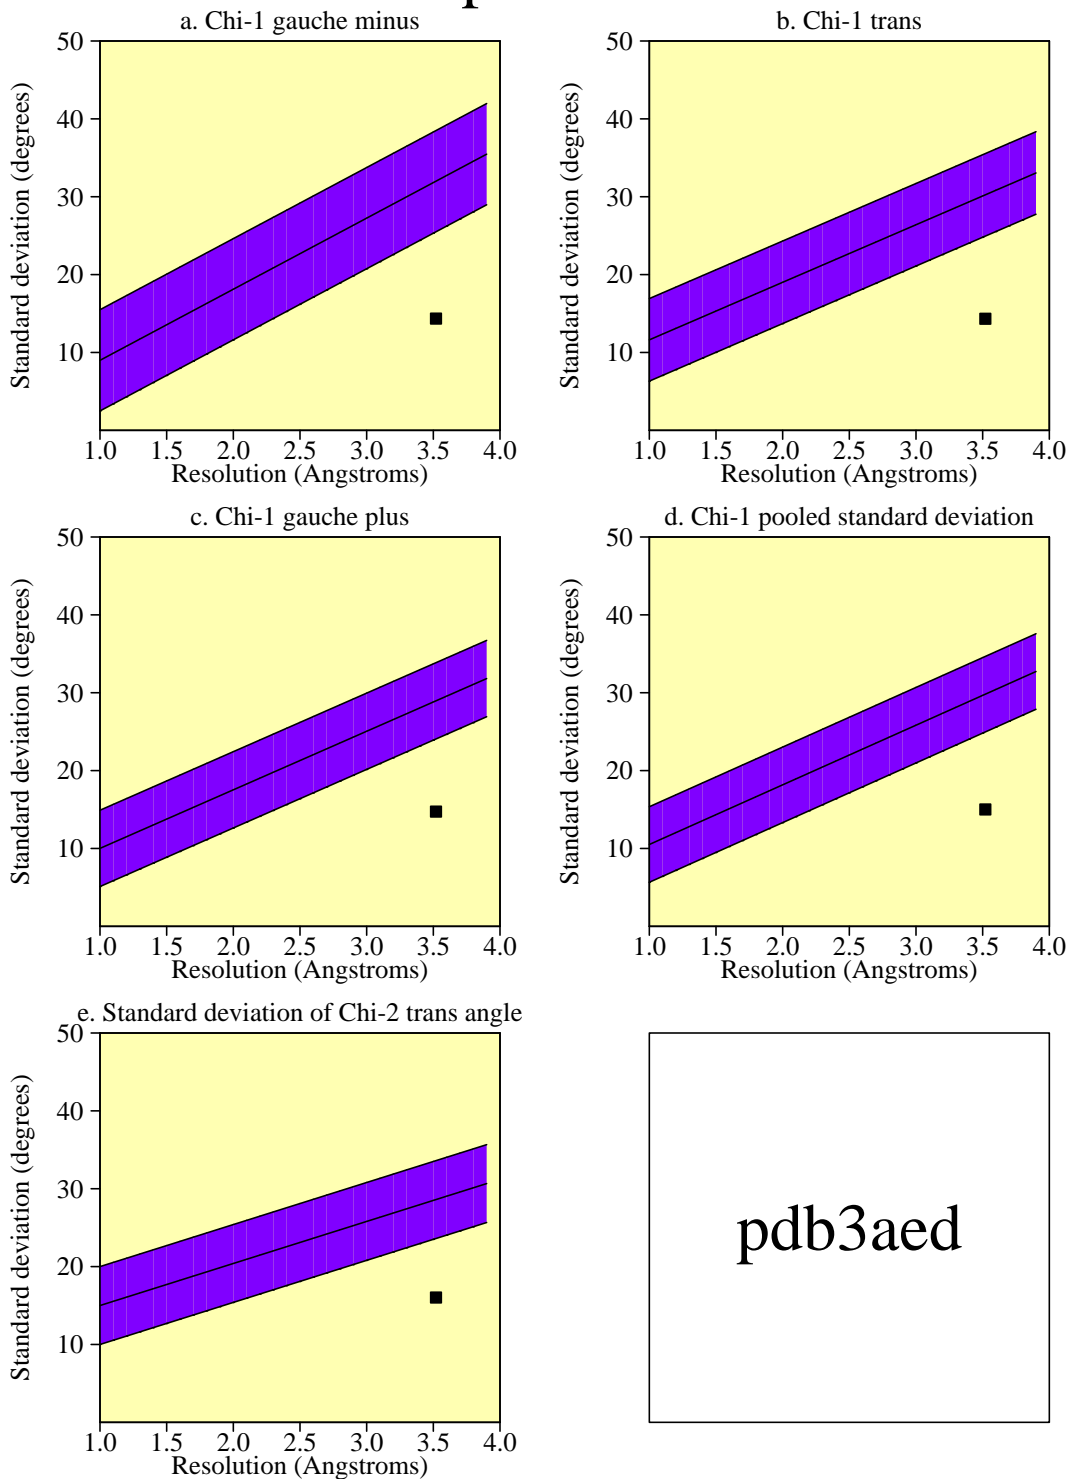 a. Chi-1 gauche minus
50
40
30
20
10
Standard deviation (degrees)
1.0 1.5 2.0 2.5 3.0 3.5 4.0
Resolution (Angstroms)
b. Chi-1 trans
50
40
30
20
10
Standard deviation (degrees)
1.0 1.5 2.0 2.5 3.0 3.5 4.0
Resolution (Angstroms)
c. Chi-1 gauche plus
50
40
30
20
10
Standard deviation (degrees)
1.0 1.5 2.0 2.5 3.0 3.5 4.0
Resolution (Angstroms)
d. Chi-1 pooled standard deviation
50
40
30
20
10
Standard deviation (degrees)
1.0 1.5 2.0 2.5 3.0 3.5 4.0
Resolution (Angstroms)
e. Standard deviation of Chi-2 trans angle
50
40
30
20
10
Standard deviation (degrees)
1.0 1.5 2.0 2.5 3.0 3.5 4.0
Resolution (Angstroms)
pdb3aed